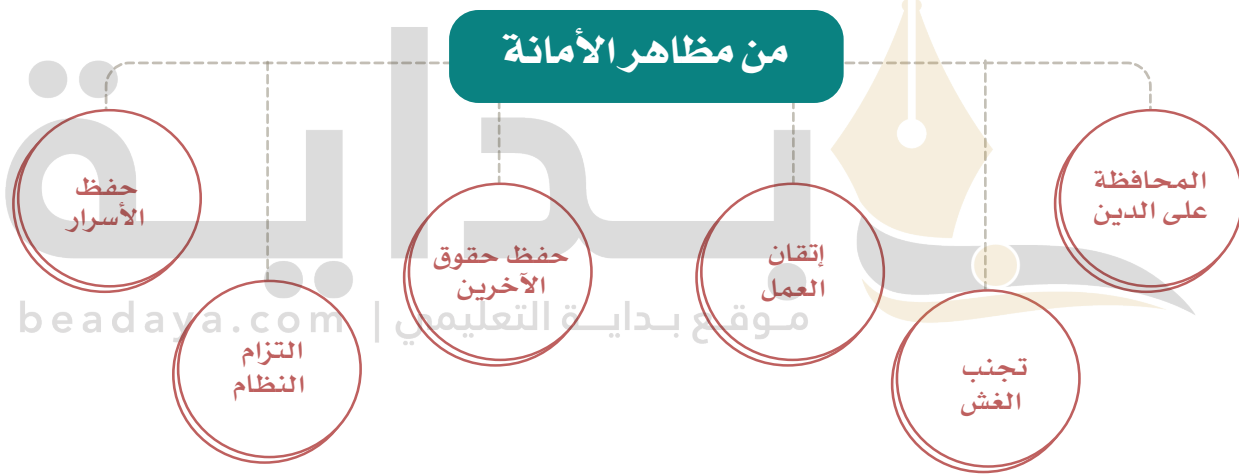 من مظاهر الأمانة
المحافظة
على الدين
تجنب
الغش
إتقان
العمل
حفظ حقوق
الآخرين
التزام
النظام
حفظ
الأسرار
بداية
موقع بداية التعليمي | beadaya.com